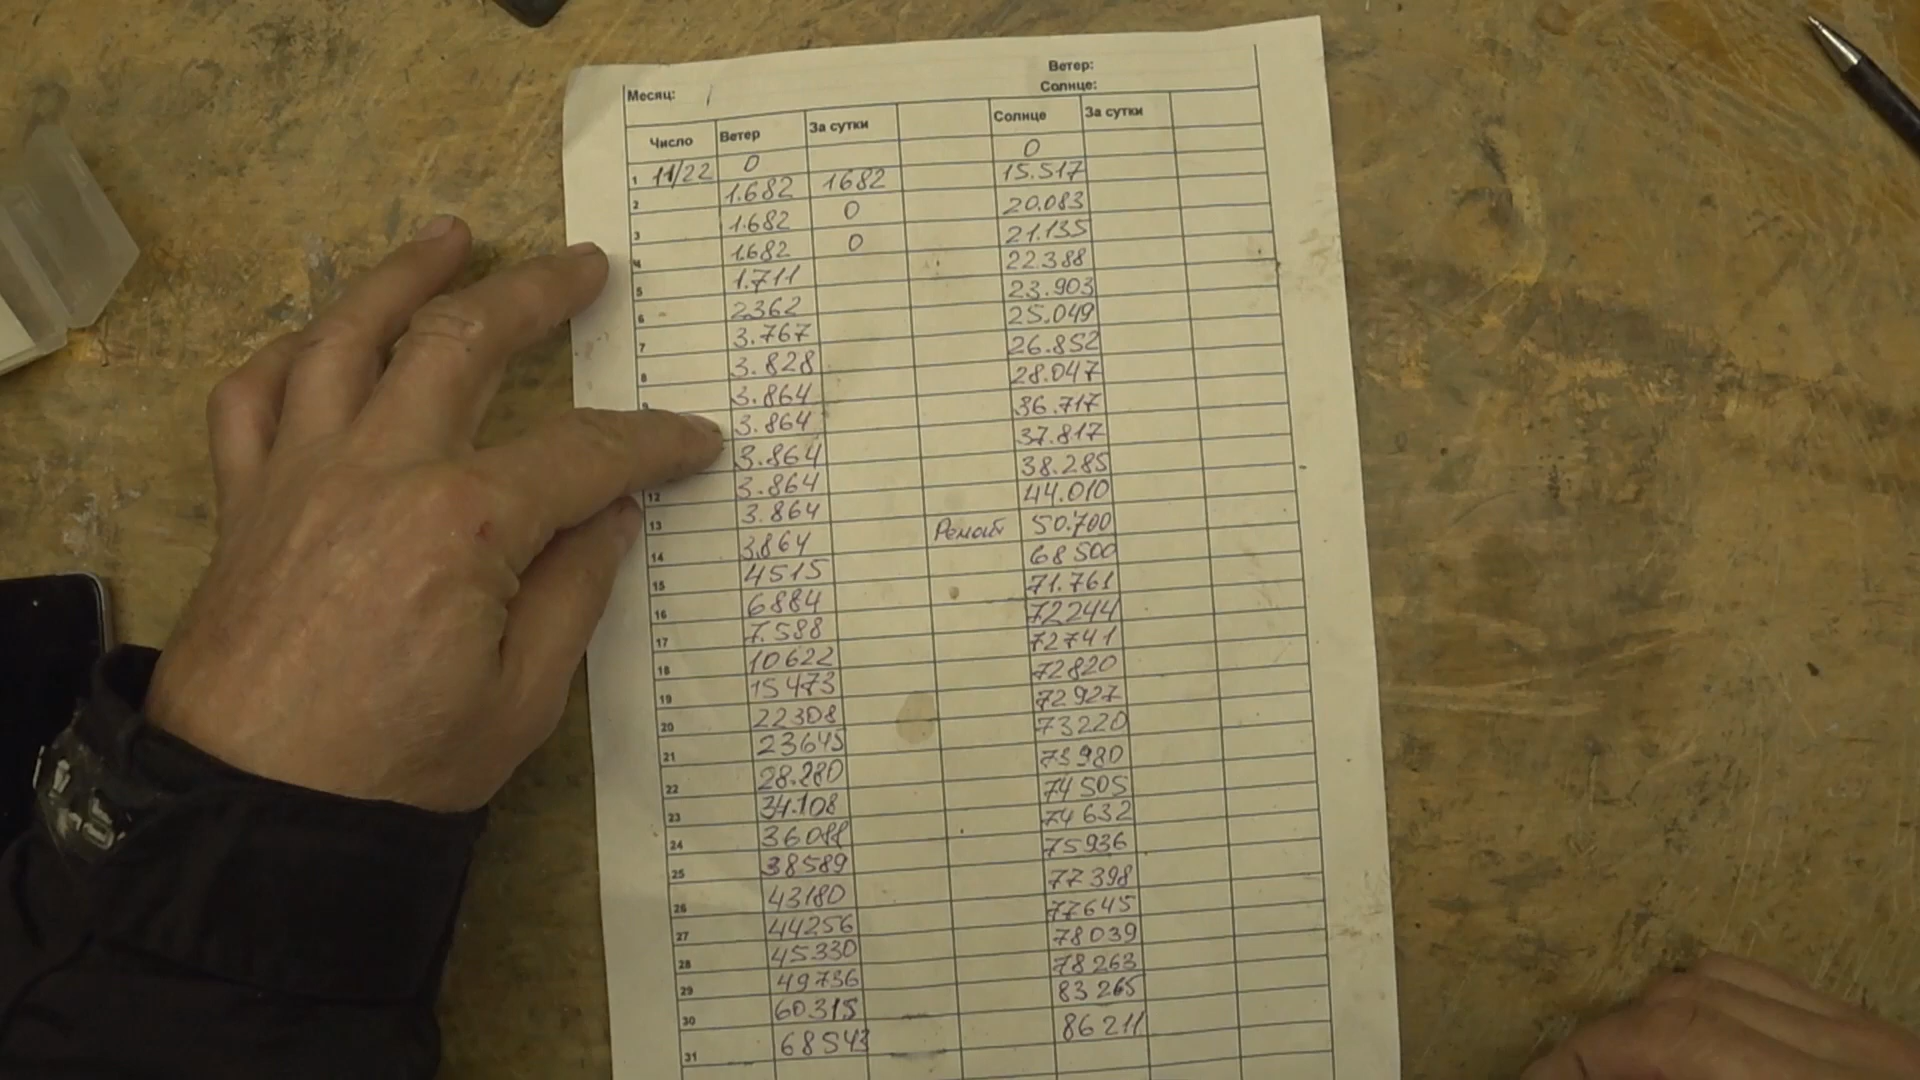 Ветер:
Месяц: Солнце:
Число Ветер За сутки Солнце За сутки
0 0
1 11/22 1.682 1682 15.517
2 1.682 0 20.083
3 1.682 0 21.135
4 1.711 22.388
5 2362 23.903
6 3.767 25.049
7 3.828 26.852
8 3.864 28.047
3.864 36.717
3.864 37.817
3.864 38.285
12 3.864 44.010
13 3.864 Ремонт 50.700
14 4515 68500
15 6884 71.761
16 7.588 72244
17 10622 72741
18 15473 72820
19 22308 72927
20 23645 73220
21 28.280 73980
22 34.108 74505
23 36088 74632
24 38589 75936
25 43180 77398
26 44256 77645
27 45330 78039
28 49736 78263
29 60315 83265
30 68543 86211
31